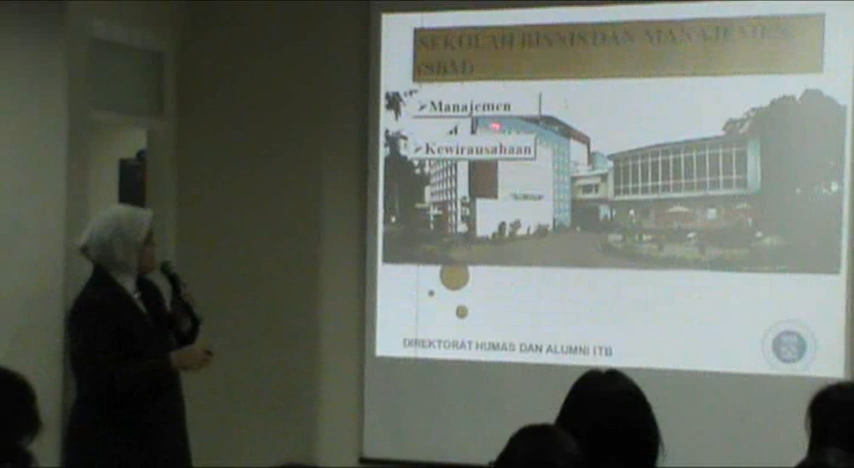 SEKOLAH BISNIS DAN MANAJEMEN
(SBM)
➢Manajemen
➢Kewirausahaan
DIREKTORAT HUMAS DAN ALUMNI ITB